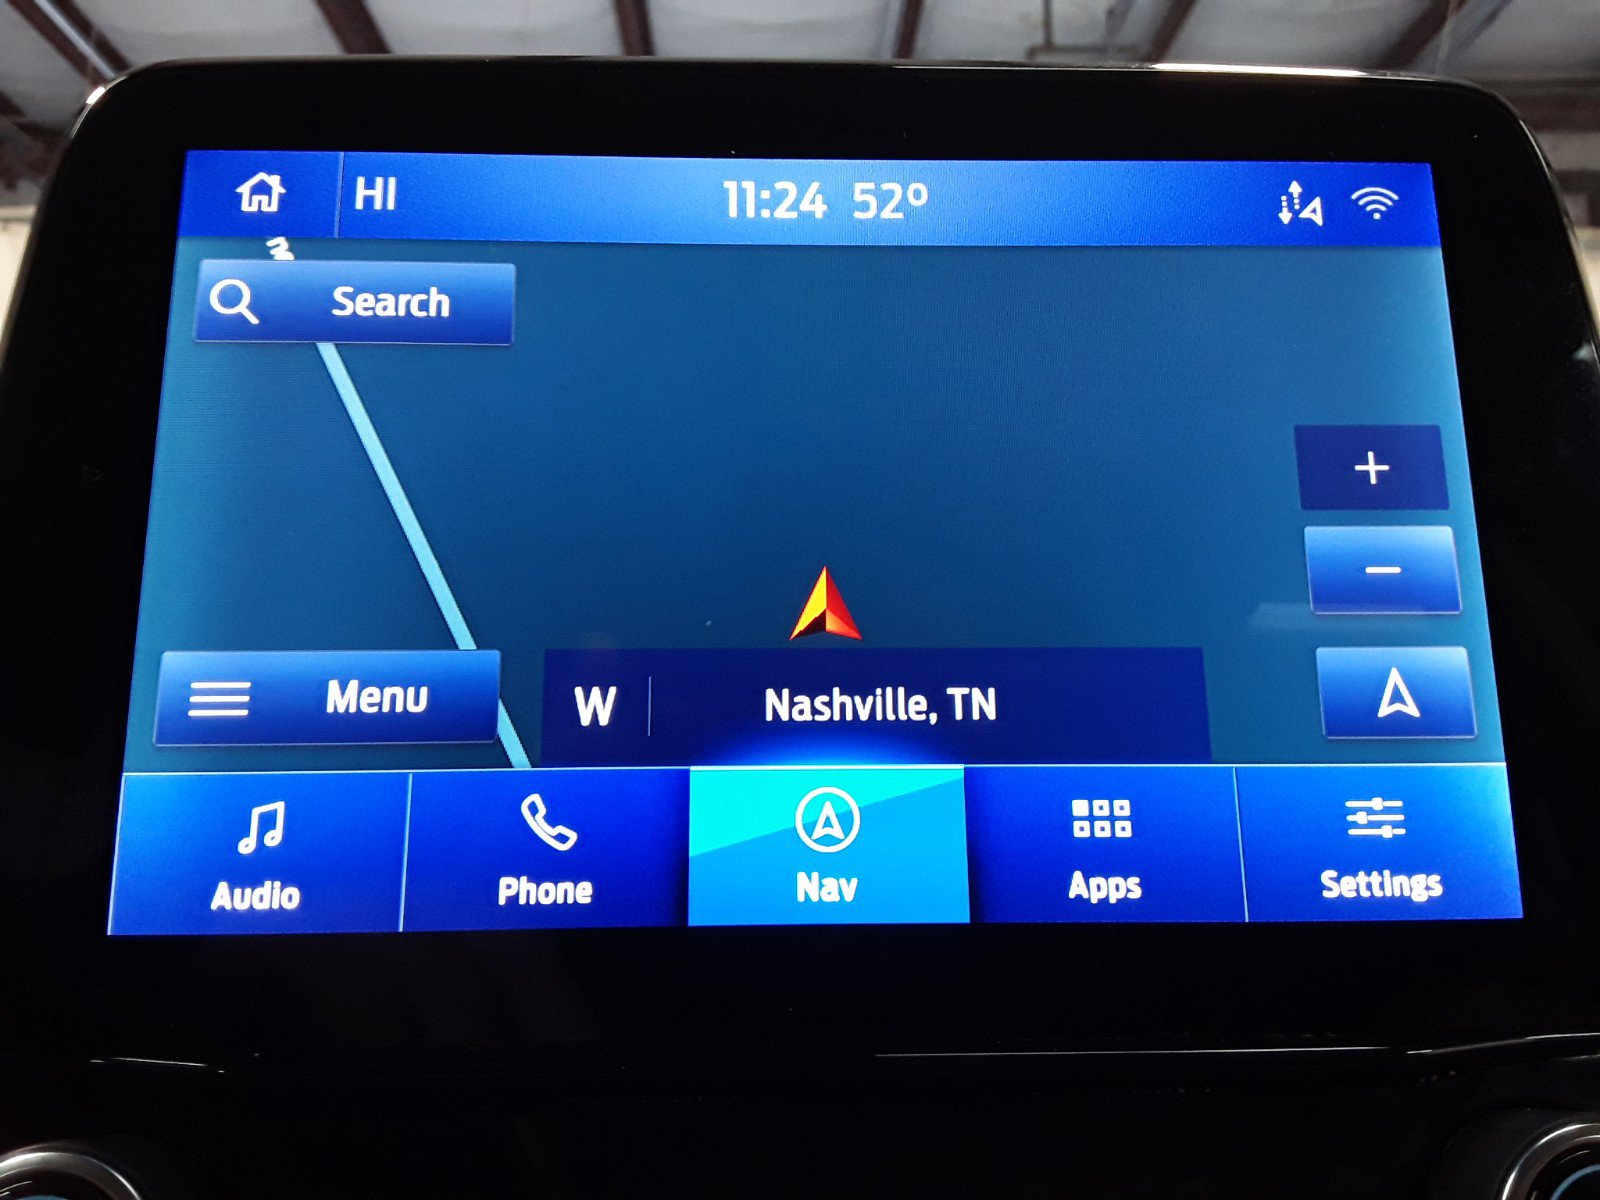 HI
11:24 52°
Search
+
−
Menu
W
Nashville, TN
Audio
Phone
Nav
Apps
Settings